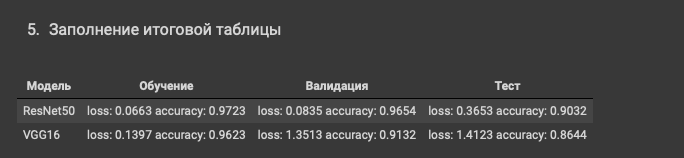 5. Заполнение итоговой таблицы
Модель Обучение Валидация Тест
ResNet50 loss: 0.0663 accuracy: 0.9723 loss: 0.0835 accuracy: 0.9654 loss: 0.3653 accuracy: 0.9032
VGG16 loss: 0.1397 accuracy: 0.9623 loss: 1.3513 accuracy: 0.9132 loss: 1.4123 accuracy: 0.8644